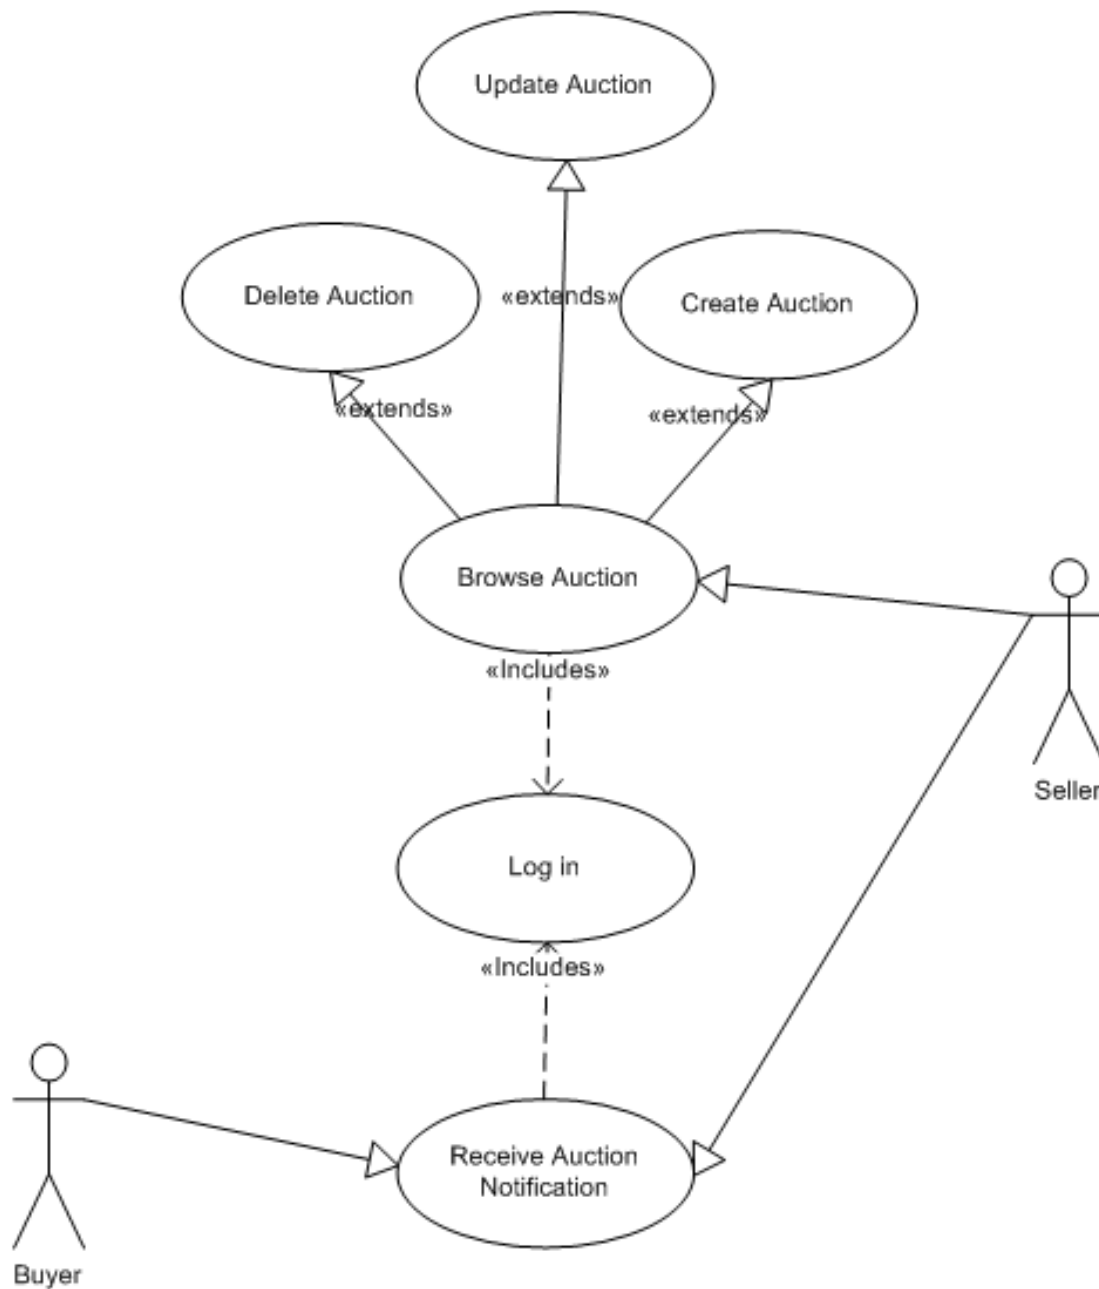 Update Auction
Delete Auction
«extends»
Create Auction
«extends»
«extends»
Browse Auction
«Includes»
Seller
Log in
«Includes»
Receive Auction
Notification
Buyer